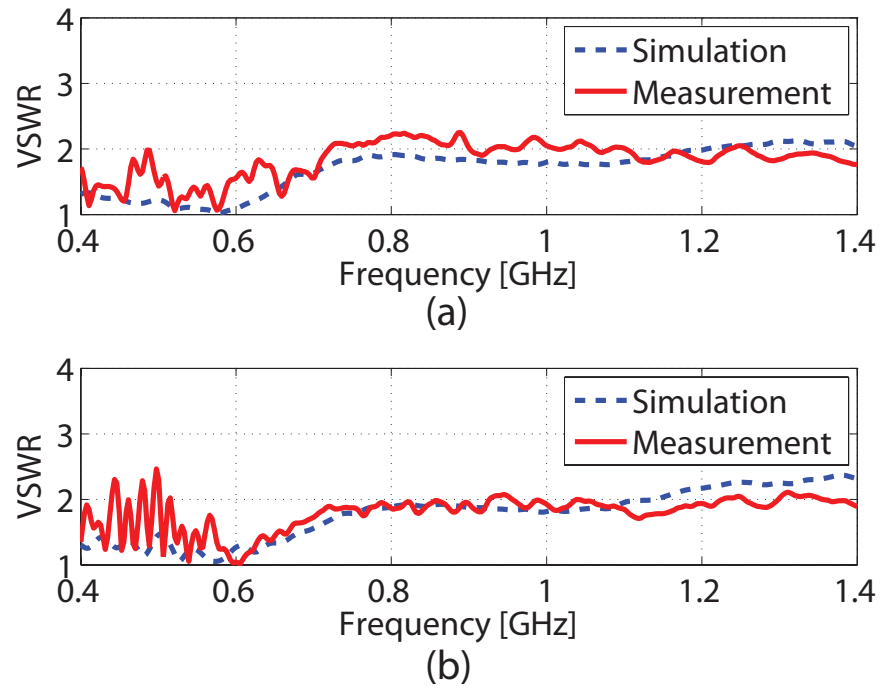 4
3
2
1
VSWR
Simulation
Measurement
0.4 0.6 0.8 1 1.2 1.4
Frequency [GHz]
(a)
4
3
2
1
VSWR
Simulation
Measurement
0.4 0.6 0.8 1 1.2 1.4
Frequency [GHz]
(b)